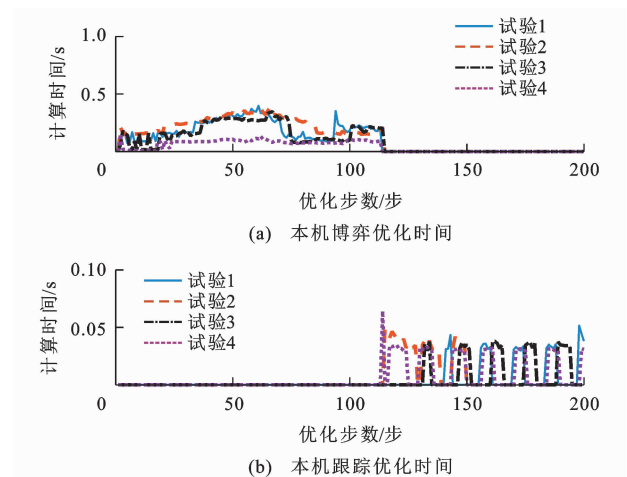 1.0
0.5
0
50
100
150
200
计算时间/s
试验1
试验2
试验3
试验4
优化步数/步
(a) 本机博弈优化时间
0.10
0.05
0
50
100
150
200
计算时间/s
试验1
试验2
试验3
试验4
优化步数/步
(b) 本机跟踪优化时间